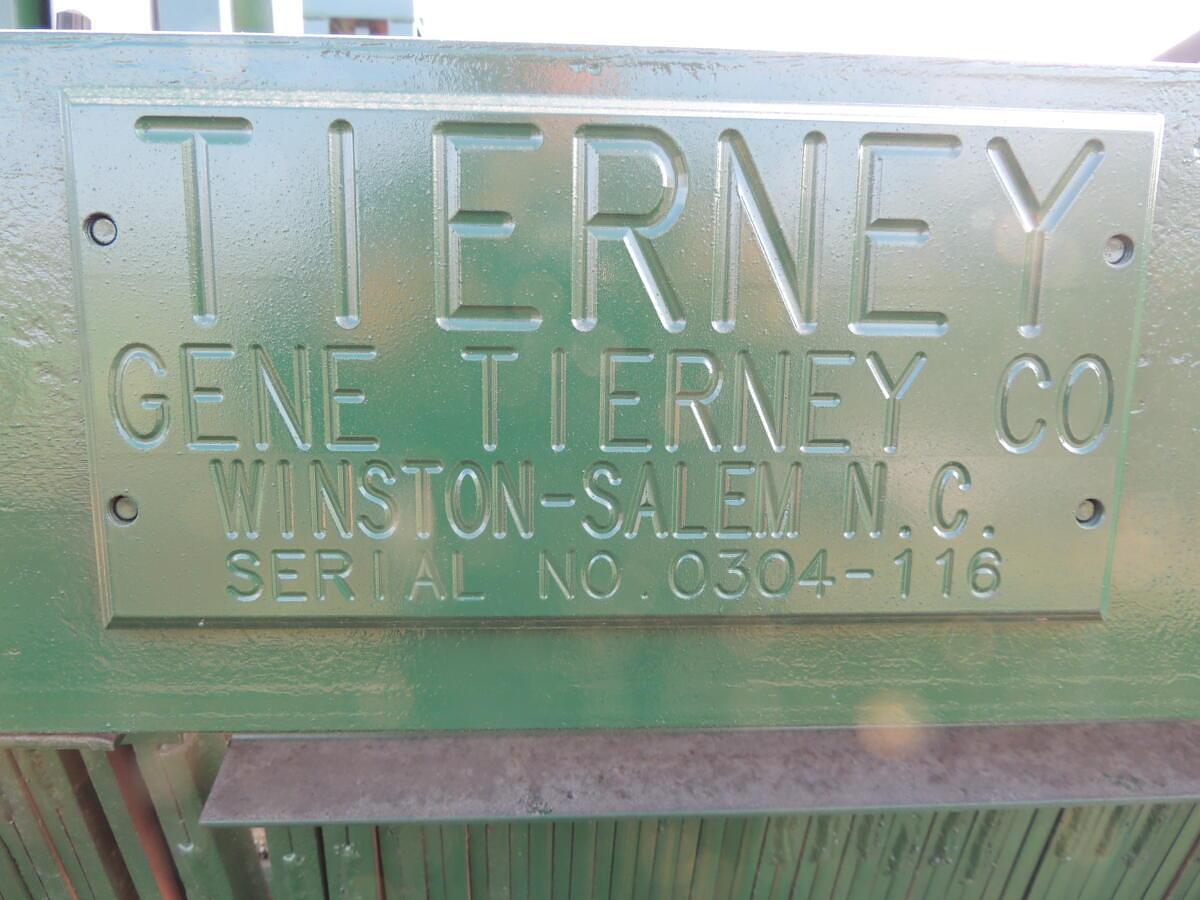 TIERNEY
GENE TIERNEY CO
WINSTON-SALEM N.C.
SERIAL NO.0304-116